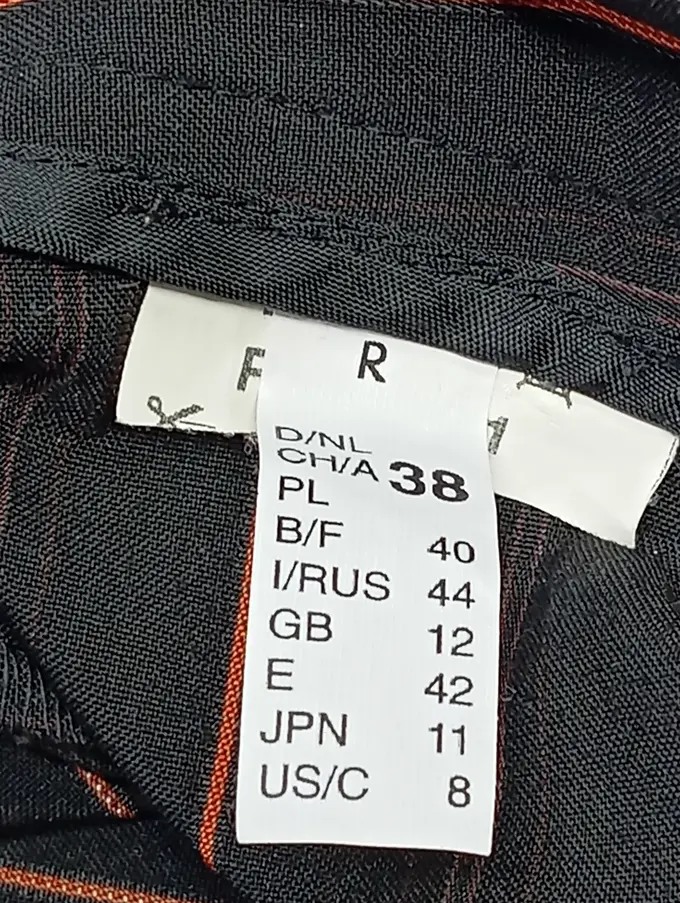 R
F
D/NL
CH/A 38
PL
B/F 40
I/RUS 44
GB 12
E 42
JPN 11
US/C 8